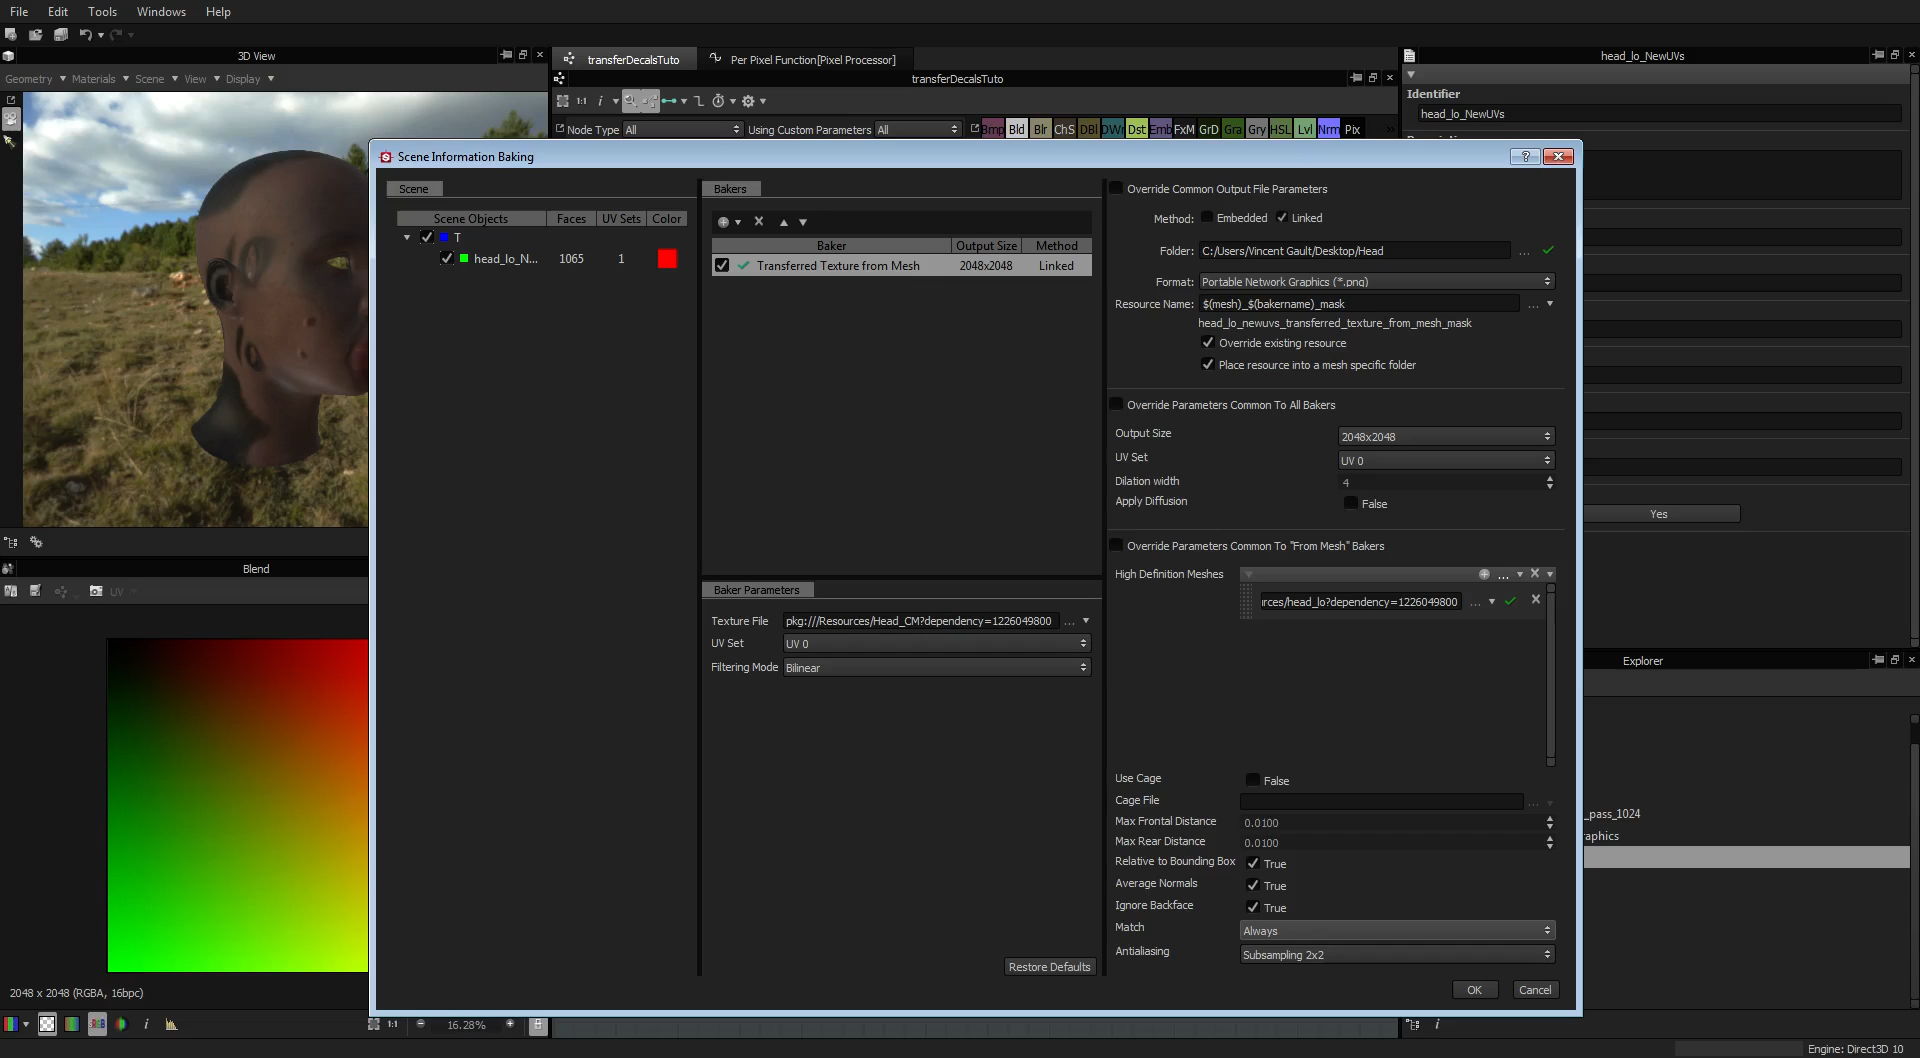 File Edit Tools Windows Help
3D View
Geometry Materials Scene View Display
transferDecalsTuto
Per Pixel Function[Pixel Processor]
transferDecalsTuto
1:1 i
Node Type All Using Custom Parameters All
Bmp Bld Blr ChS DBl DWr Dst Emb FxM GrD Gra Gry HSL Lvl Nrm Pix
head_lo_NewUVs
Identifier
head_lo_NewUVs
Scene Information Baking
?
Scene
Scene Objects Faces UV Sets Color
T
head_lo_N... 1065 1
Bakers
Baker Output Size Method
Transferred Texture from Mesh 2048x2048 Linked
Baker Parameters
Texture File pkg:///Resources/Head_CM?dependency=1226049800 ...
UV Set UV 0
Filtering Mode Bilinear
Restore Defaults
Override Common Output File Parameters
Method: Embedded Linked
Folder: C:/Users/Vincent Gault/Desktop/Head ...
Format: Portable Network Graphics (*.png)
Resource Name: $(mesh)_$(bakername)_mask ...
head_lo_newuvs_transferred_texture_from_mesh_mask
Override existing resource
Place resource into a mesh specific folder
Override Parameters Common To All Bakers
Output Size 2048x2048
UV Set UV 0
Dilation width 4
Apply Diffusion False
Override Parameters Common To "From Mesh" Bakers
High Definition Meshes ...
urces/head_lo?dependency=1226049800 ...
Use Cage False
Cage File ...
Max Frontal Distance 0.0100
Max Rear Distance 0.0100
Relative to Bounding Box True
Average Normals True
Ignore Backface True
Match Always
Antialiasing Subsampling 2x2
OK Cancel
Yes
Explorer
_pass_1024
raphics
Blend
UV
2048 x 2048 (RGBA, 16bpc)
i
1:1 16.28%
i
Engine: Direct3D 10